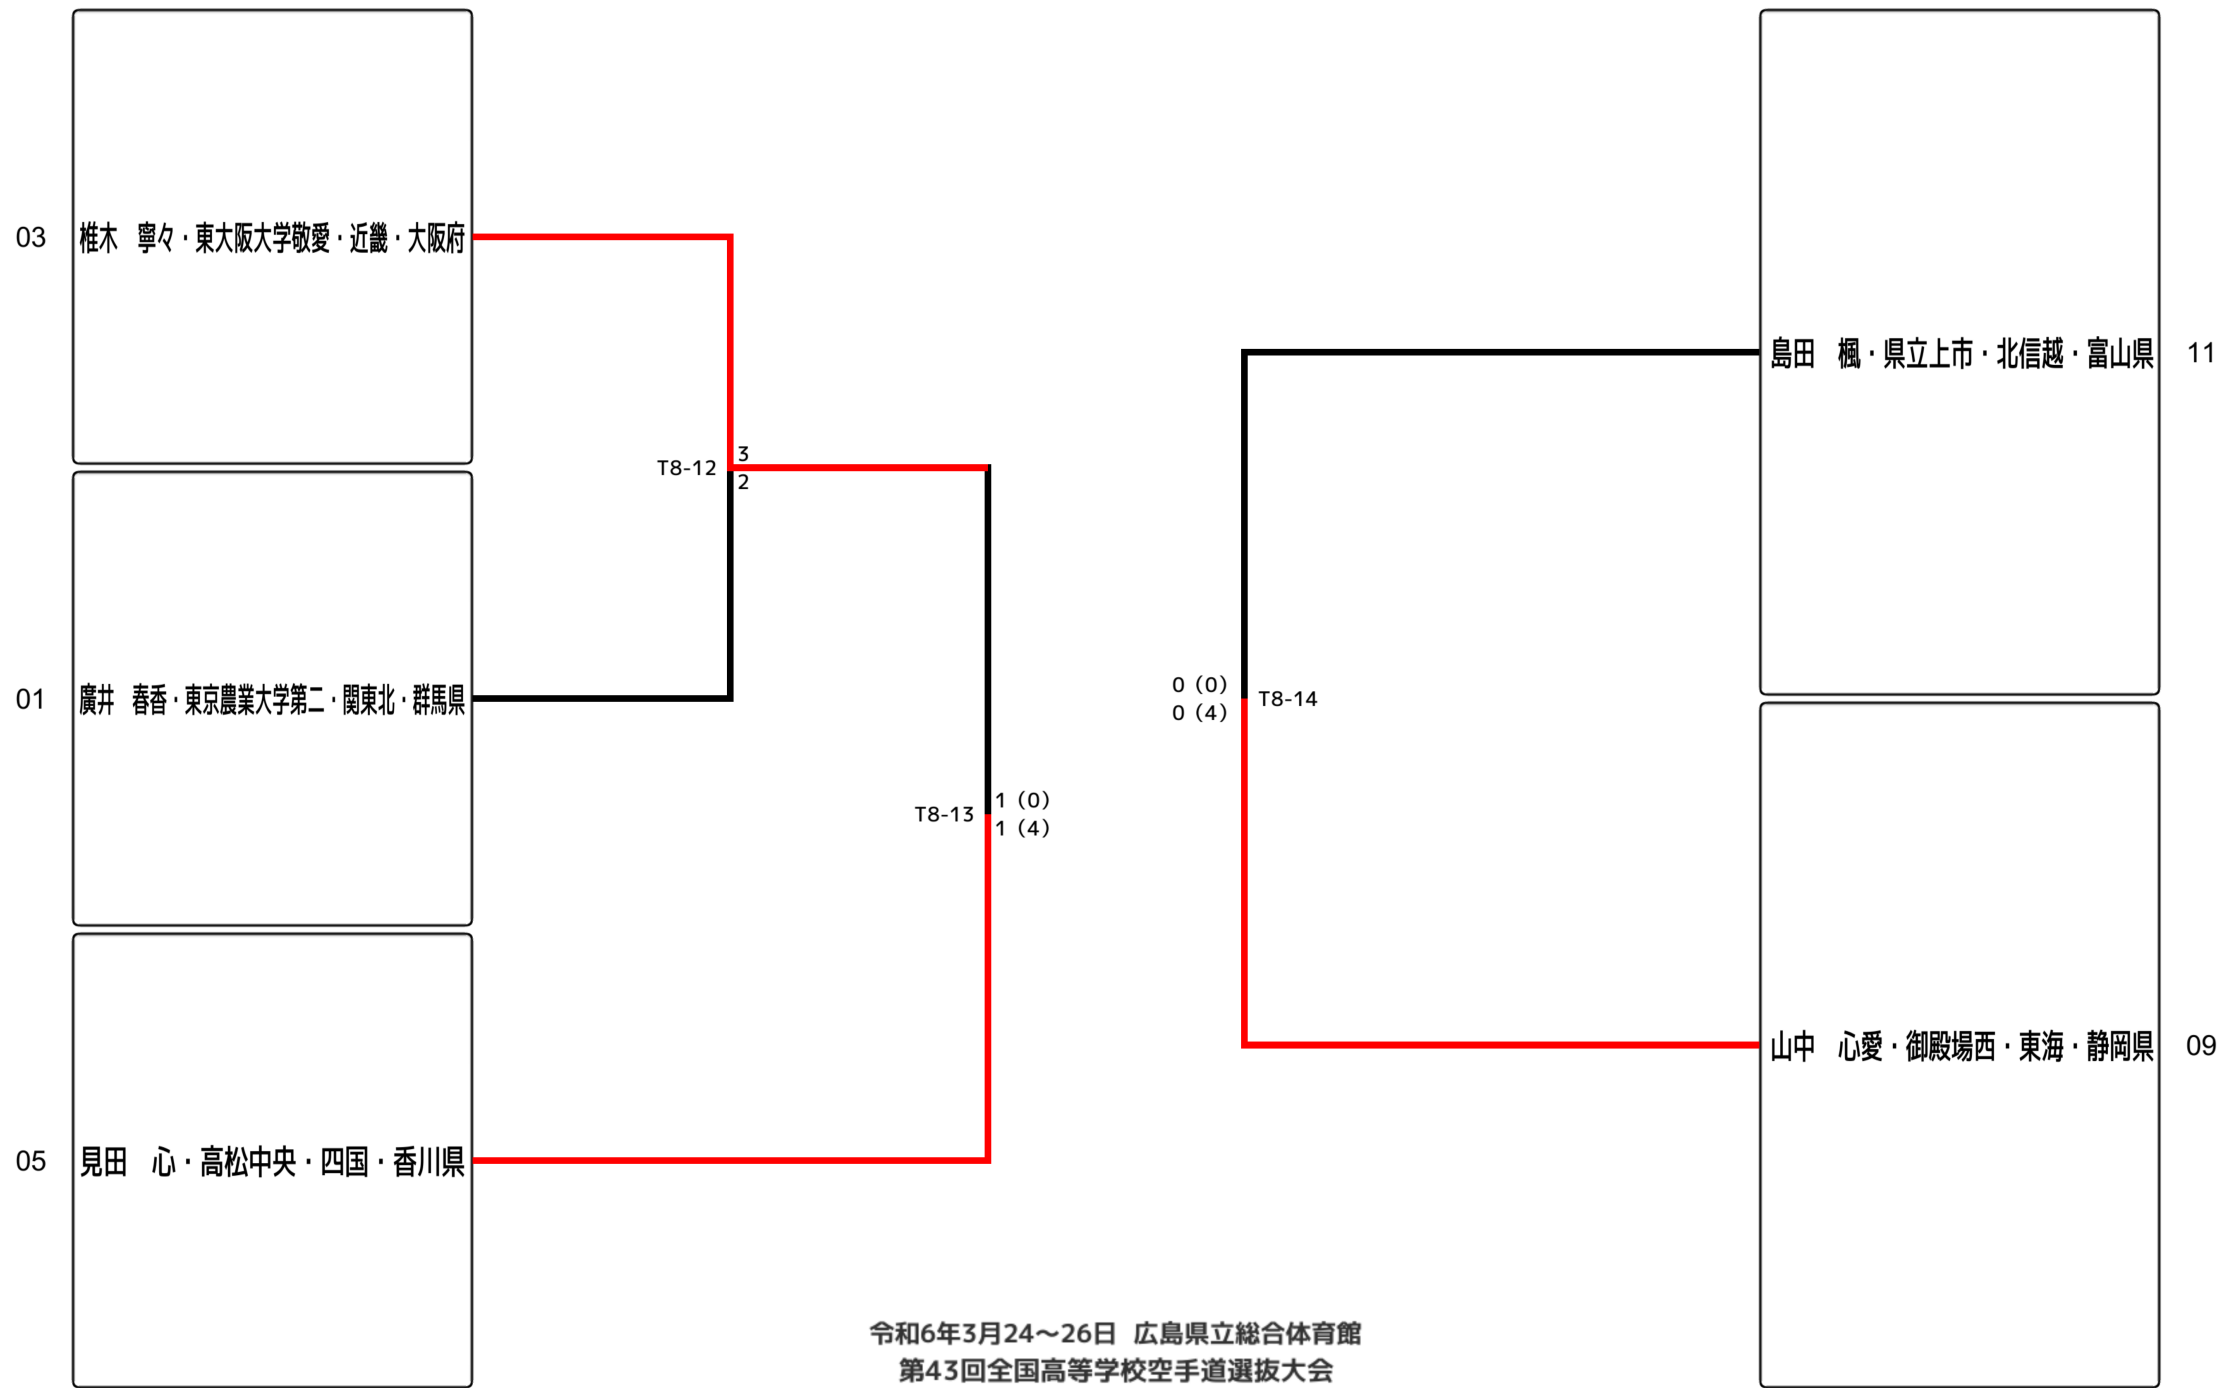 03
椎木　寧々・東大阪大学敬愛・近畿・大阪府
3
T8-12
2
01
廣井　春香・東京農業大学第二・関東北・群馬県
1（0）
T8-13
1（4）
05
見田　心・高松中央・四国・香川県
島田　楓・県立上市・北信越・富山県
11
0（0）
T8-14
0（4）
山中　心愛・御殿場西・東海・静岡県
09
令和6年3月24～26日 広島県立総合体育館
第43回全国高等学校空手道選抜大会